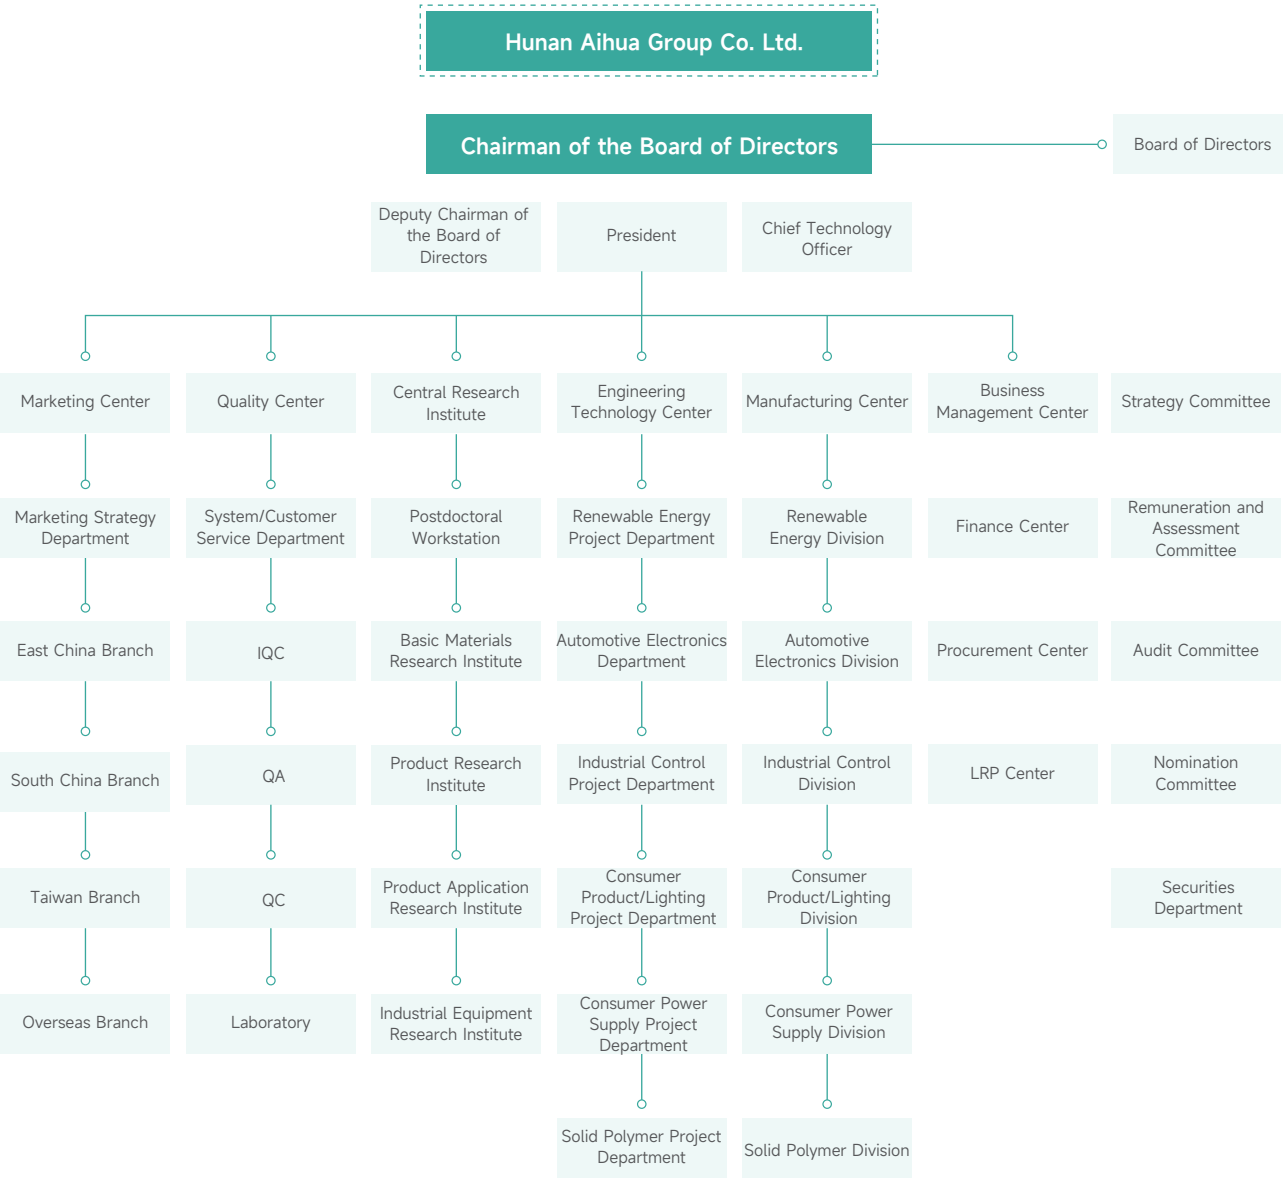 Hunan Aihua Group Co. Ltd.
Chairman of the Board of Directors
Board of Directors
Deputy Chairman of
the Board of
Directors
President
Chief Technology
Officer
Marketing Center
Quality Center
Central Research
Institute
Engineering
Technology Center
Manufacturing Center
Business
Management Center
Strategy Committee
Marketing Strategy
Department
System/Customer
Service Department
Postdoctoral
Workstation
Renewable Energy
Project Department
Renewable
Energy Division
Finance Center
Remuneration and
Assessment
Committee
East China Branch
IQC
Basic Materials
Research Institute
Automotive Electronics
Department
Automotive
Electronics Division
Procurement Center
Audit Committee
South China Branch
QA
Product Research
Institute
Industrial Control
Project Department
Industrial Control
Division
LRP Center
Nomination
Committee
Taiwan Branch
QC
Product Application
Research Institute
Consumer
Product/Lighting
Project Department
Consumer
Product/Lighting
Division
Securities
Department
Overseas Branch
Laboratory
Industrial Equipment
Research Institute
Consumer Power
Supply Project
Department
Consumer Power
Supply Division
Solid Polymer Project
Department
Solid Polymer Division